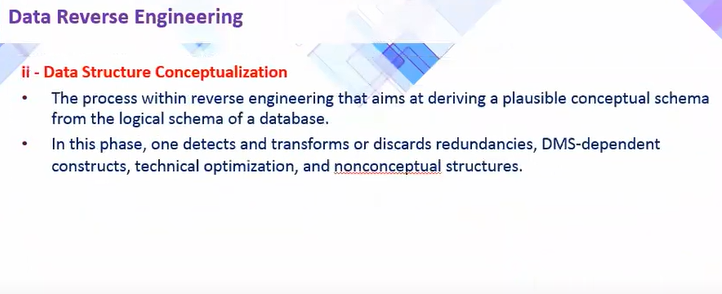 Data Reverse Engineering
ii - Data Structure Conceptualization
• The process within reverse engineering that aims at deriving a plausible conceptual schema
from the logical schema of a database.
• In this phase, one detects and transforms or discards redundancies, DMS-dependent
constructs, technical optimization, and nonconceptual structures.